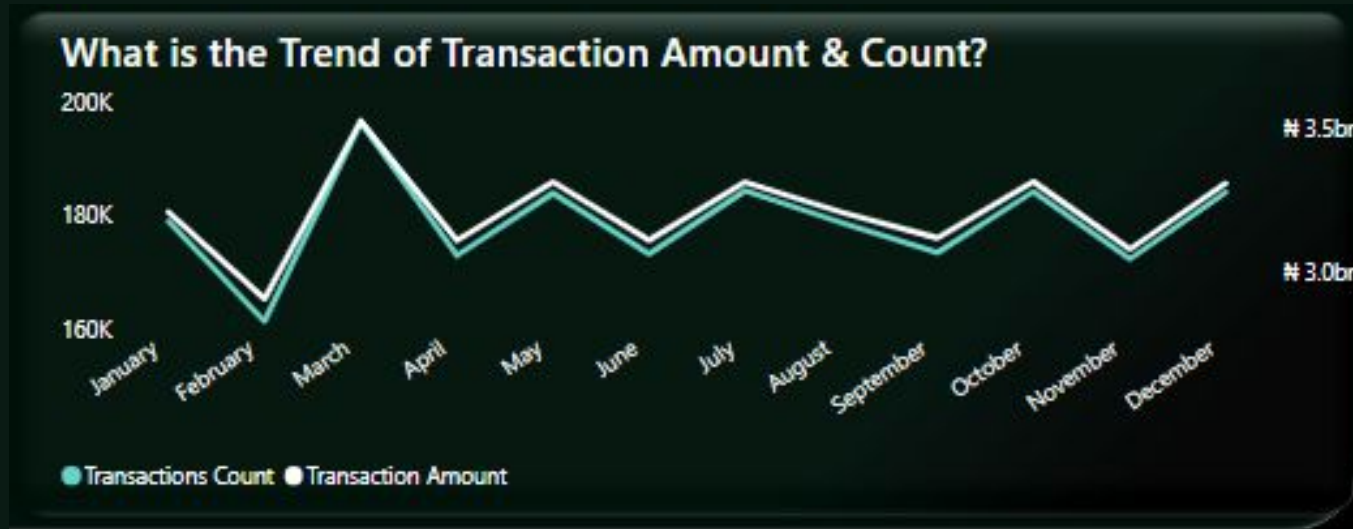 What is the Trend of Transaction Amount & Count?
200K
₦ 3.5bn
180K
₦ 3.0bn
160K
January February March April May June July August September October November December
Transactions Count Transaction Amount